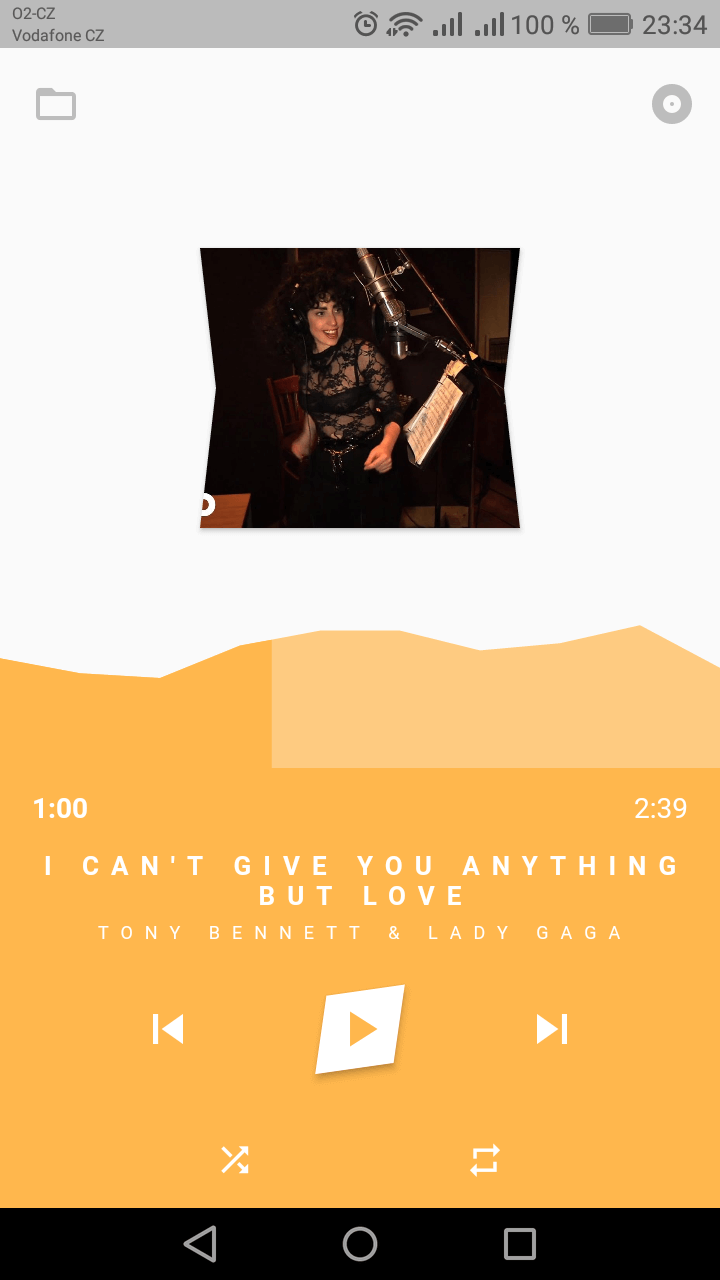 O2-CZ
Vodafone CZ
100 % 23:34
1:00 2:39
I CAN'T GIVE YOU ANYTHING
BUT LOVE
TONY BENNETT & LADY GAGA